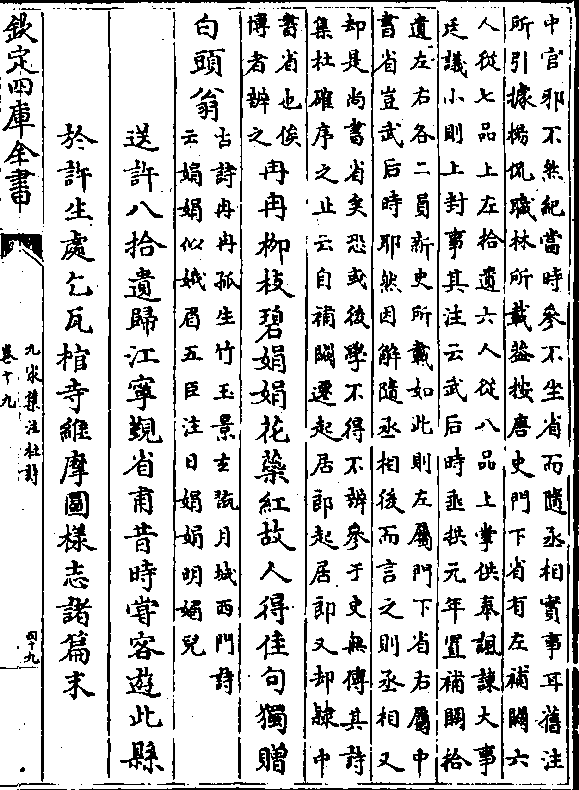 中官邪不然紀當時參不坐省而隨丞相實事耳舊注
所引據楊侃職林所載益按唐史門下省有左補闕六
人從七品上左拾遺六人從八品上掌供奉諷諫大事
廷議小則上封事其注云武后時垂拱元年置補闕拾
遺左右各二員新史所載如此則左屬門下省右屬中
書省豈武后時耶然因解隨丞相後而言之則丞相又
却是尚書省矣恐或後學不得不辨參于史無傳其詩
集杜確序之止云自補闕遷起居郎起居郎又却隸中
書省也俟
博者辨之
冉冉柳枝碧娟娟花蘂紅故人得佳句獨贈
白頭翁
古詩冉冉孤生竹玉景玄翫月城西門詩
云娟娟似娥眉五臣注曰娟娟明媚皃
送許八拾遺歸江寧覲省甫昔時嘗客遊此縣
於許生處乞瓦棺寺維摩圖樣志諸篇末
欽定四庫全書
九家集注杜詩
卷十九
四十九